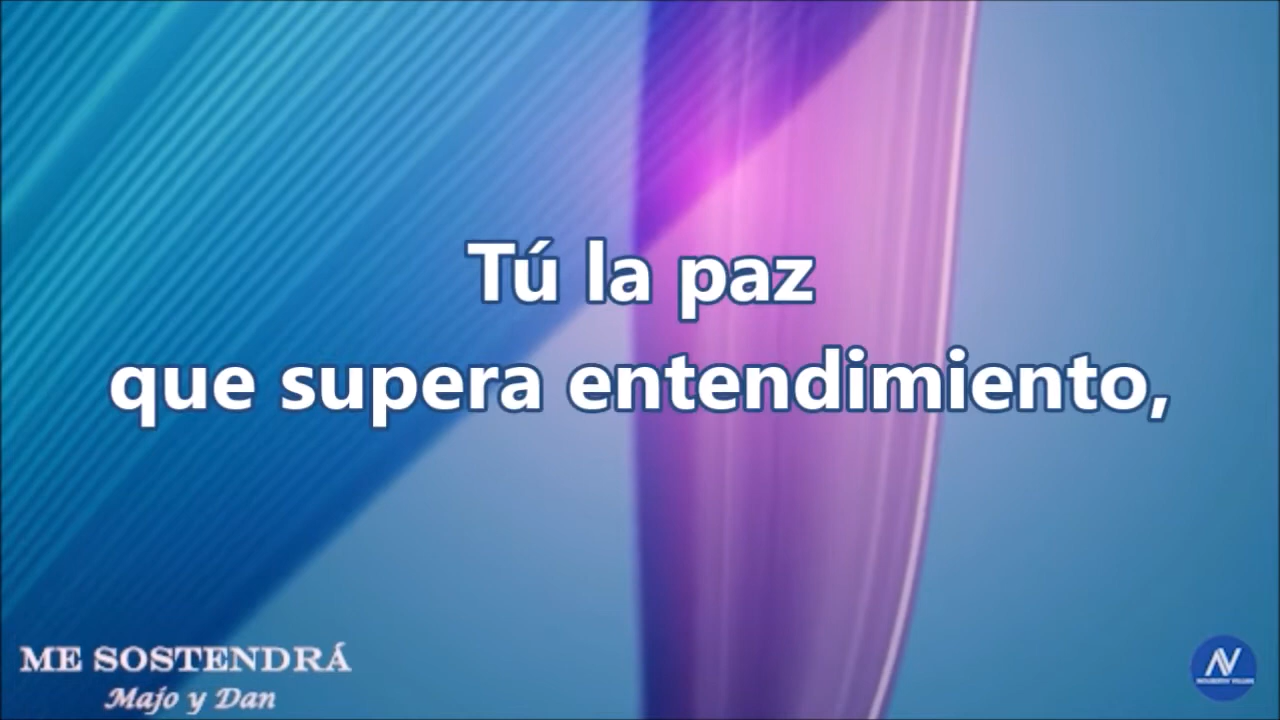 Tú la paz
que supera entendimiento,
ME SOSTENDRÁ
Majo y Dan